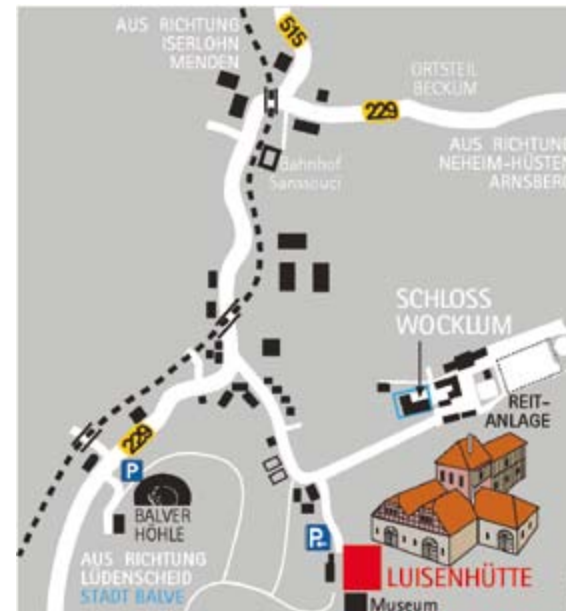 AUS RICHTUNG
ISERLOHN
MENDEN
515
ORTSTEIL
BECKUM
229
AUS RICHTUNG
NEHEIM-HÜSTEN
ARNSBERG
Bahnhof
Sanssouci
SCHLOSS
WOCKLUM
REIT-
ANLAGE
229
P
BALVER
HÖHLE
P
AUS RICHTUNG
LÜDENSCHEID
STADT BALVE
LUISENHÜTTE
Museum